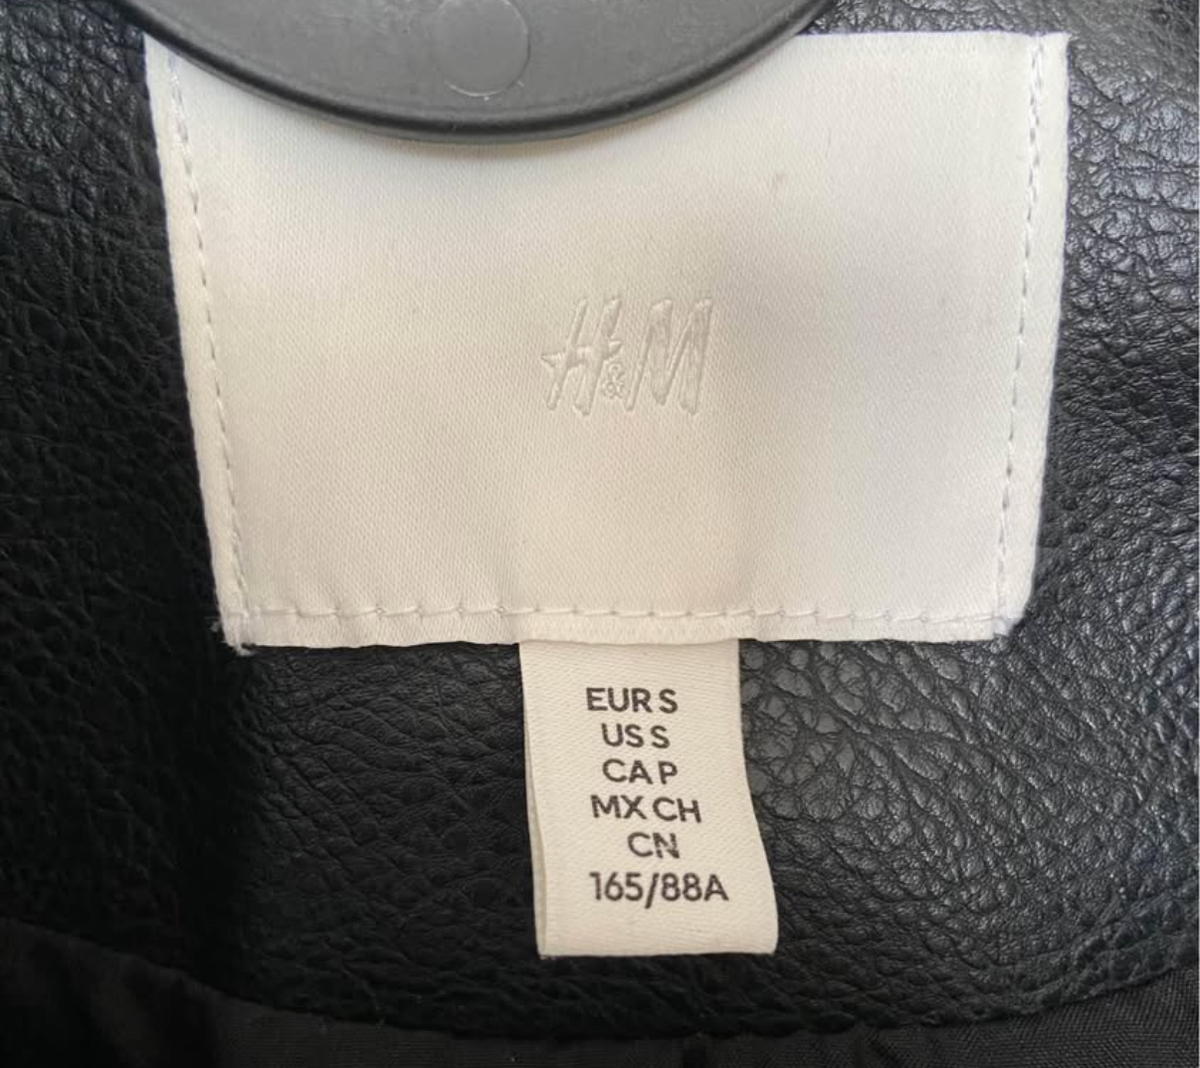 H&M
EUR S
US S
CA P
MX CH
CN
165/88A